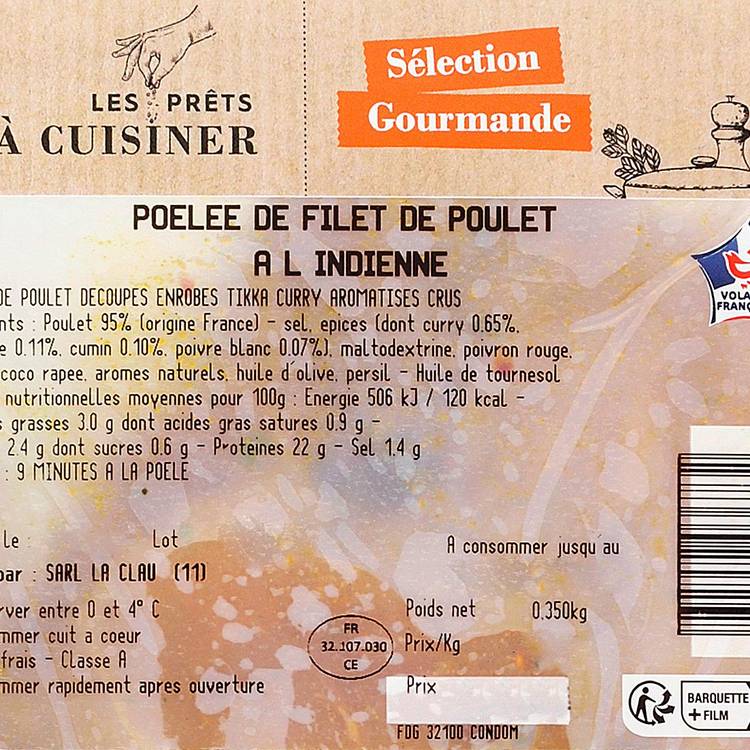 LES PRÊTS
À CUISINER
Sélection
Gourmande
POELEE DE FILET DE POULET
A L INDIENNE
DE POULET DECOUPES ENROBES TIKKA CURRY AROMATISES CRUS
nts : Poulet 95% (origine France) - sel, epices (dont curry 0.65%,
e 0.11%, cumin 0.10%, poivre blanc 0.07%), maltodextrine, poivron rouge,
coco rapee, aromes naturels, huile d'olive, persil - Huile de tournesol
nutritionnelles moyennes pour 100g : Energie 506 kJ / 120 kcal -
s grasses 3.0 g dont acides gras satures 0.9 g -
2.4 g dont sucres 0.6 g - Proteines 22 g - Sel 1.4 g
: 9 MINUTES A LA POELE
le : Lot
A consommer jusqu au
par : SARL LA CLAU (11)
rver entre 0 et 4° C
mmer cuit a coeur
frais - Classe A
mmer rapidement apres ouverture
FR
32.107.030
CE
Poids net 0.350kg
Prix/Kg
Prix
FDG 32100 CONDOM
VOLA
FRANÇ
BARQUETTE
+ FILM